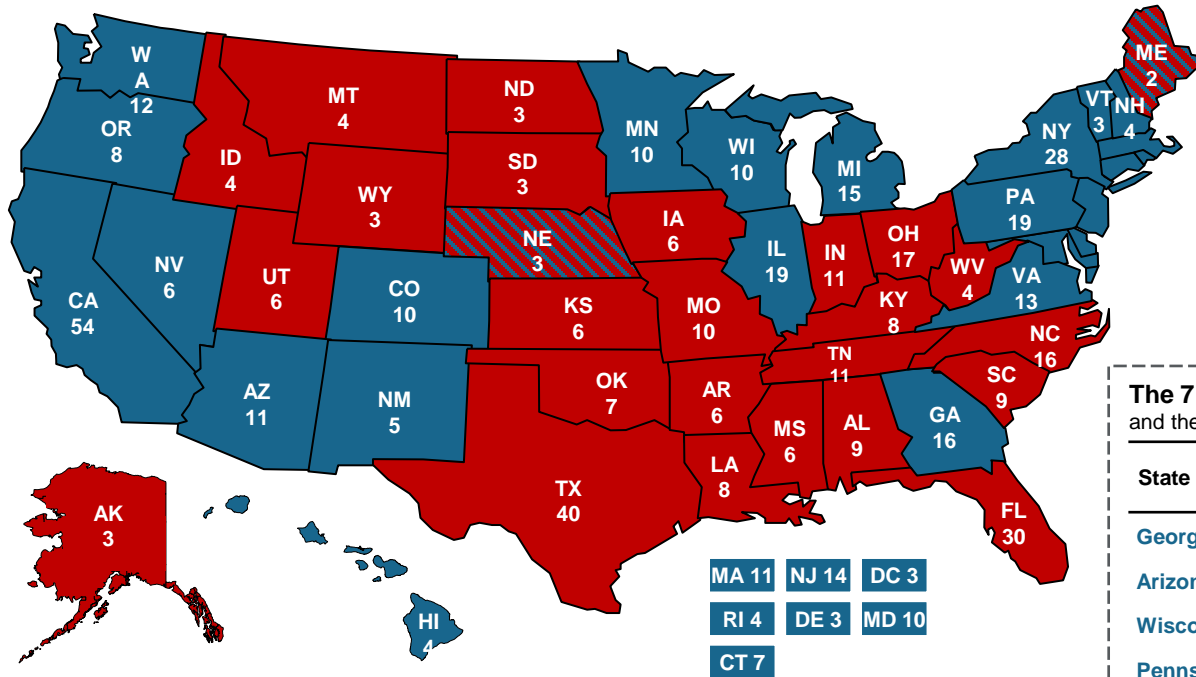 W
A
12
OR
8
CA
54
NV
6
ID
4
MT
4
WY
3
UT
6
AZ
11
CO
10
NM
5
ND
3
SD
3
NE
3
KS
6
OK
7
TX
40
MN
10
IA
6
MO
10
AR
6
LA
8
WI
10
IL
19
MI
15
IN
11
OH
17
KY
8
TN
11
MS
6
AL
9
GA
16
FL
30
SC
9
NC
16
VA
13
WV
4
PA
19
NY
28
VT
3
NH
4
ME
2
AK
3
HI
4
MA 11 NJ 14 DC 3
RI 4 DE 3 MD 10
CT 7
The 7
and the
State
Georg
Arizon
Wisco
Penns